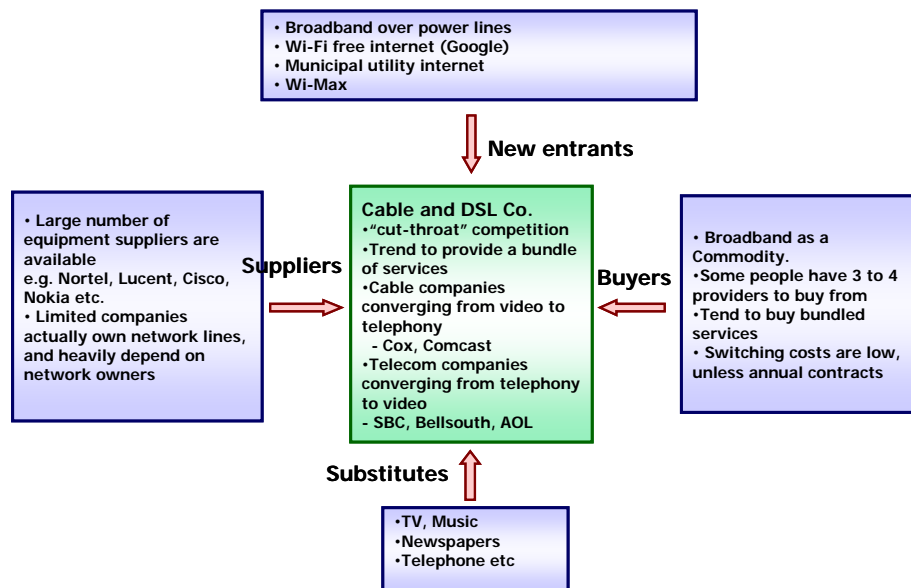 • Broadband over power lines
• Wi-Fi free internet (Google)
• Municipal utility internet
• Wi-Max
New entrants
• Large number of
equipment suppliers are
available
e.g. Nortel, Lucent, Cisco,
Nokia etc.
• Limited companies
actually own network lines,
and heavily depend on
network owners
Suppliers
Cable and DSL Co.
•“cut-throat” competition
•Trend to provide a bundle
of services
•Cable companies
converging from video to
telephony
- Cox, Comcast
•Telecom companies
converging from telephony
to video
- SBC, Bellsouth, AOL
Buyers
• Broadband as a
Commodity.
•Some people have 3 to 4
providers to buy from
•Tend to buy bundled
services
• Switching costs are low,
unless annual contracts
Substitutes
•TV, Music
•Newspapers
•Telephone etc